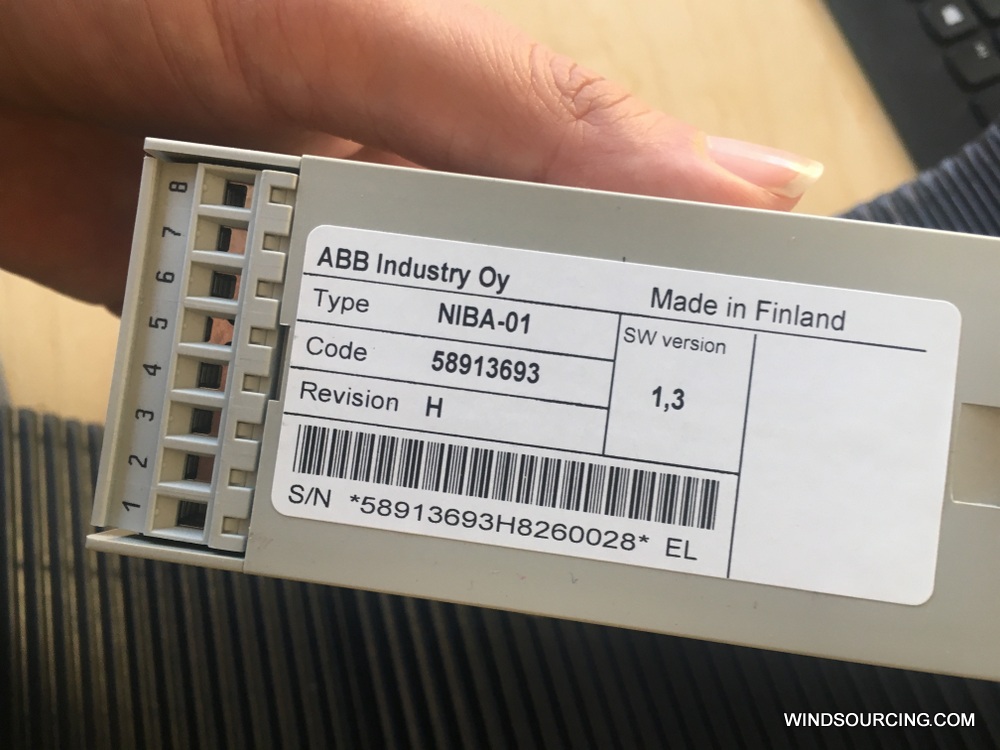 ABB Industry Oy
Made in Finland
Type NIBA-01
SW version
Code 58913693
1,3
Revision H
S/N *58913693H8260028* EL
8
7
6
5
4
3
2
1
WINDSOURCING.COM